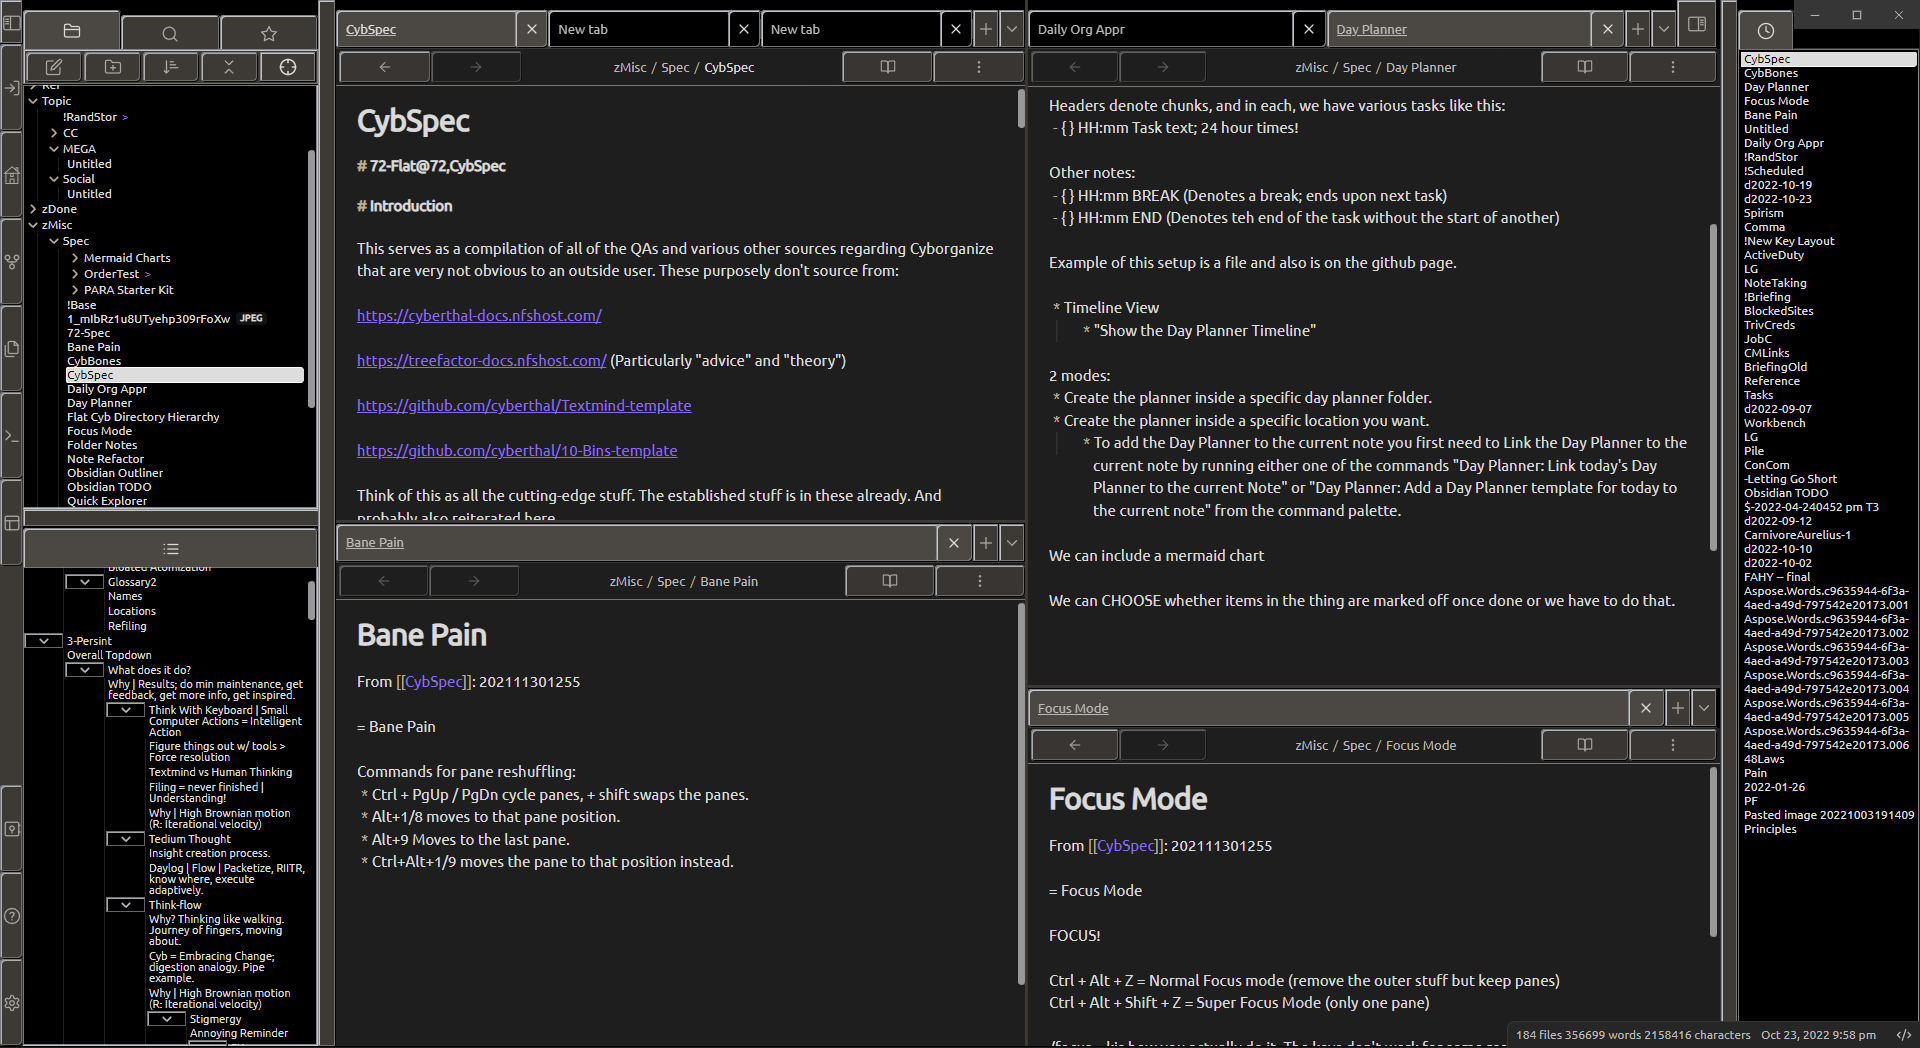 Topic
!RandStor >
CC
MEGA
Untitled
Social
Untitled
zDone
zMisc
Spec
Mermaid Charts
OrderTest >
PARA Starter Kit
!Base
1_mIbRz1u8UTyehp309rFoXw JPEG
72-Spec
Bane Pain
CybBones
CybSpec
Daily Org Appr
Day Planner
Flat Cyb Directory Hierarchy
Focus Mode
Folder Notes
Note Refactor
Obsidian Outliner
Obsidian TODO
Quick Explorer
Bloated Atomization
Glossary2
Names
Locations
Refiling
3-Persint
Overall Topdown
What does it do?
Why | Results; do min maintenance, get
feedback, get more info, get inspired.
Think With Keyboard | Small
Computer Actions = Intelligent
Action
Figure things out w/ tools >
Force resolution
Textmind vs Human Thinking
Filing = never finished |
Understanding!
Why | High Brownian motion
(R: Iterational velocity)
Tedium Thought
Insight creation process.
Daylog | Flow | Packetize, RIITR,
know where, execute
adaptively.
Think-flow
Why? Thinking like walking.
Journey of fingers, moving
about.
Cyb = Embracing Change;
digestion analogy. Pipe
example.
Why | High Brownian motion
(R: Iterational velocity)
Stigmergy
Annoying Reminder
CybSpec
New tab
New tab
zMisc / Spec / CybSpec
CybSpec
# 72-Flat@72,CybSpec
# Introduction
This serves as a compilation of all of the QAs and various other sources regarding Cyborganize
that are very not obvious to an outside user. These purposely don't source from:
https://cyberthal-docs.nfshost.com/
https://treefactor-docs.nfshost.com/ (Particularly "advice" and "theory")
https://github.com/cyberthal/Textmind-template
https://github.com/cyberthal/10-Bins-template
Think of this as all the cutting-edge stuff. The established stuff is in these already. And
probably also reiterated here.
Bane Pain
zMisc / Spec / Bane Pain
Bane Pain
From [[CybSpec]]: 202111301255
= Bane Pain
Commands for pane reshuffling:
* Ctrl + PgUp / PgDn cycle panes, + shift swaps the panes.
* Alt+1/8 moves to that pane position.
* Alt+9 Moves to the last pane.
* Ctrl+Alt+1/9 moves the pane to that position instead.
Daily Org Appr
Day Planner
zMisc / Spec / Day Planner
Headers denote chunks, and in each, we have various tasks like this:
- { } HH:mm Task text; 24 hour times!
Other notes:
- { } HH:mm BREAK (Denotes a break; ends upon next task)
- { } HH:mm END (Denotes teh end of the task without the start of another)
Example of this setup is a file and also is on the github page.
* Timeline View
* "Show the Day Planner Timeline"
2 modes:
* Create the planner inside a specific day planner folder.
* Create the planner inside a specific location you want.
* To add the Day Planner to the current note you first need to Link the Day Planner to the
current note by running either one of the commands "Day Planner: Link today's Day
Planner to the current Note" or "Day Planner: Add a Day Planner template for today to
the current note" from the command palette.
We can include a mermaid chart
We can CHOOSE whether items in the thing are marked off once done or we have to do that.
Focus Mode
zMisc / Spec / Focus Mode
Focus Mode
From [[CybSpec]]: 202111301255
= Focus Mode
FOCUS!
Ctrl + Alt + Z = Normal Focus mode (remove the outer stuff but keep panes)
Ctrl + Alt + Shift + Z = Super Focus Mode (only one pane)
CybSpec
CybBones
Day Planner
Focus Mode
Bane Pain
Untitled
Daily Org Appr
!RandStor
!Scheduled
d2022-10-19
d2022-10-23
Spirism
Comma
!New Key Layout
ActiveDuty
LG
NoteTaking
!Briefing
BlockedSites
TrivCreds
JobC
CMLinks
BriefingOld
Reference
Tasks
d2022-09-07
Workbench
LG
Pile
ConCom
-Letting Go Short
Obsidian TODO
$-2022-04-240452 pm T3
d2022-09-12
CarnivoreAurelius-1
d2022-10-10
d2022-10-02
FAHY – final
Aspose.Words.c9635944-6f3a-
4aed-a49d-797542e20173.001
Aspose.Words.c9635944-6f3a-
4aed-a49d-797542e20173.002
Aspose.Words.c9635944-6f3a-
4aed-a49d-797542e20173.003
Aspose.Words.c9635944-6f3a-
4aed-a49d-797542e20173.004
Aspose.Words.c9635944-6f3a-
4aed-a49d-797542e20173.005
Aspose.Words.c9635944-6f3a-
4aed-a49d-797542e20173.006
48Laws
Pain
2022-01-26
PF
Pasted image 20221003191409
Principles
184 files 356699 words 2158416 characters Oct 23, 2022 9:58 pm </>